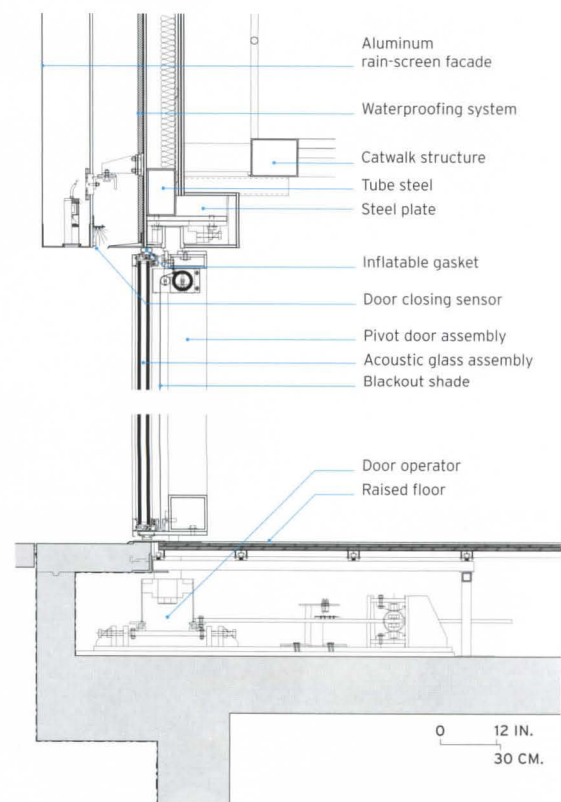 Aluminum
rain-screen facade
Waterproofing system
Catwalk structure
Tube steel
Steel plate
Inflatable gasket
Door closing sensor
Pivot door assembly
Acoustic glass assembly
Blackout shade
Door operator
Raised floor
0 12 IN.
30 CM.